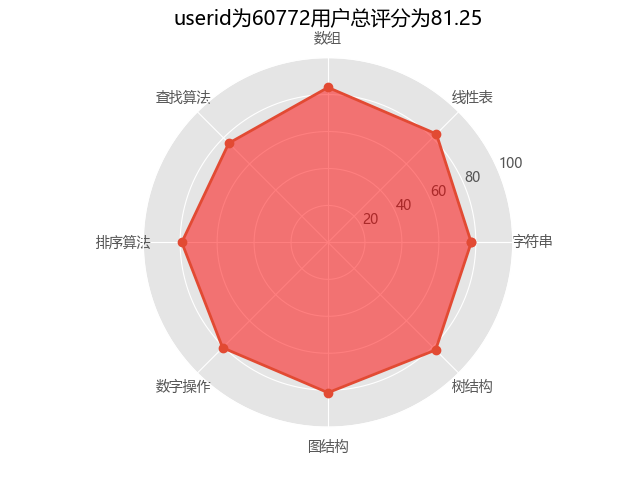 userid为60772用户总评分为81.25
数组
查找算法
线性表
100
80
60
40
20
排序算法
字符串
数字操作
树结构
图结构